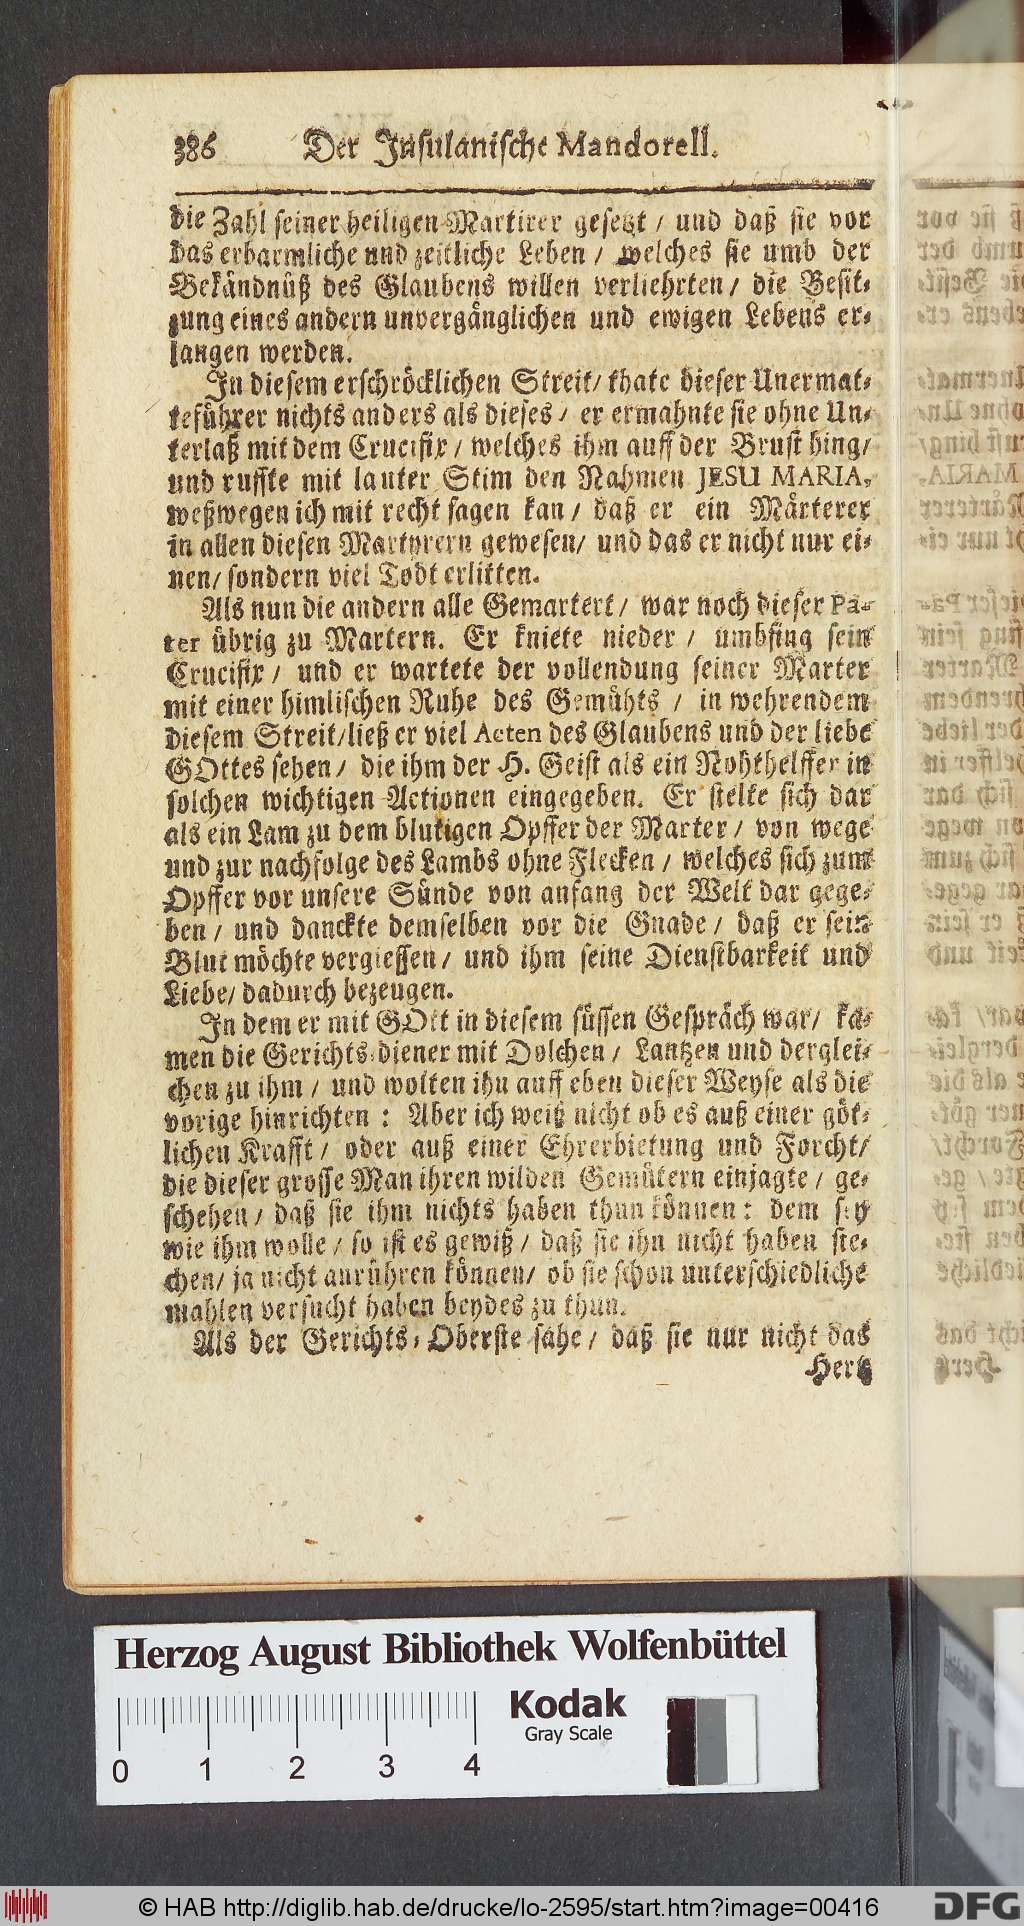 386 Der Insulanische Mandorell.
die Zahl seiner heiligen Martirer gesetzt / und daß sie vor
das erbarmliche und zeitliche Leben / welches sie umb der
Bekändnüß des Glaubens willen verliehrten / die Besit⸗
zung eines andern unvergänglichen und ewigen Lebens er⸗
langen werden.
In diesem erschröcklichen Streit / thate dieser Unermat⸗
teführer nichts anders als dieses / er ermahnte sie ohne Un⸗
terlaß mit dem Crucifix / welches ihm auff der Brust hing /
und ruffte mit lauter Stim den Nahmen JESU MARIA,
weßwegen ich mit recht sagen kan / daß er ein Märterer
in allen diesen Martyrern gewesen / und das er nicht nur ei⸗
nen / sondern viel Todt erlitten.
Als nun die andern alle Gemartert / war noch dieser Pa-
ter übrig zu Martern. Er kniete nieder / umbfing sein
Crucifix / und er wartete der vollendung seiner Marter
mit einer himlischen Ruhe des Gemühts / in wehrendem
diesem Streit / ließ er viel Acten des Glaubens und der liebe
GOttes sehen / die ihm der H. Geist als ein Nohthelffer in
solchen wichtigen Actionen eingegeben. Er stelte sich dar
als ein Lam zu dem blutigen Opffer der Marter / von wege
und zur nachfolge des Lambs ohne Flecken / welches sich zum
Opffer vor unsere Sünde von anfang der Welt dar gege⸗
ben / und danckte demselben vor die Gnade / daß er sein
Blut möchte vergiessen / und ihm seine Dienstbarkeit und
Liebe / dadurch bezeugen.
In dem er mit GOtt in diesem süssen Gespräch war / ka⸗
men die Gerichts⸗diener mit Dolchen / Lantzen und derglei⸗
chen zu ihm / und wolten ihn auff eben dieser Weyse als die
vorige hinrichten : Aber ich weiß nicht ob es auß einer göt⸗
lichen Krafft / oder auß einer Ehrerbietung und Forcht /
die dieser grosse Man ihren wilden Gemütern einjagte / ge⸗
schehen / daß sie ihm nichts haben thun können : dem sey
wie ihm wolle / so ist es gewiß / daß sie ihn nicht haben ste⸗
chen / ja nicht anrühren können / ob sie schon unterschiedliche
mahlen versucht haben beydes zu thun.
Als der Gerichts⸗Oberste sahe / daß sie nur nicht das
Hertz
Herzog August Bibliothek Wolfenbüttel
Kodak
Gray Scale
0 1 2 3 4
© HAB http://diglib.hab.de/drucke/lo-2595/start.htm?image=00416
DFG